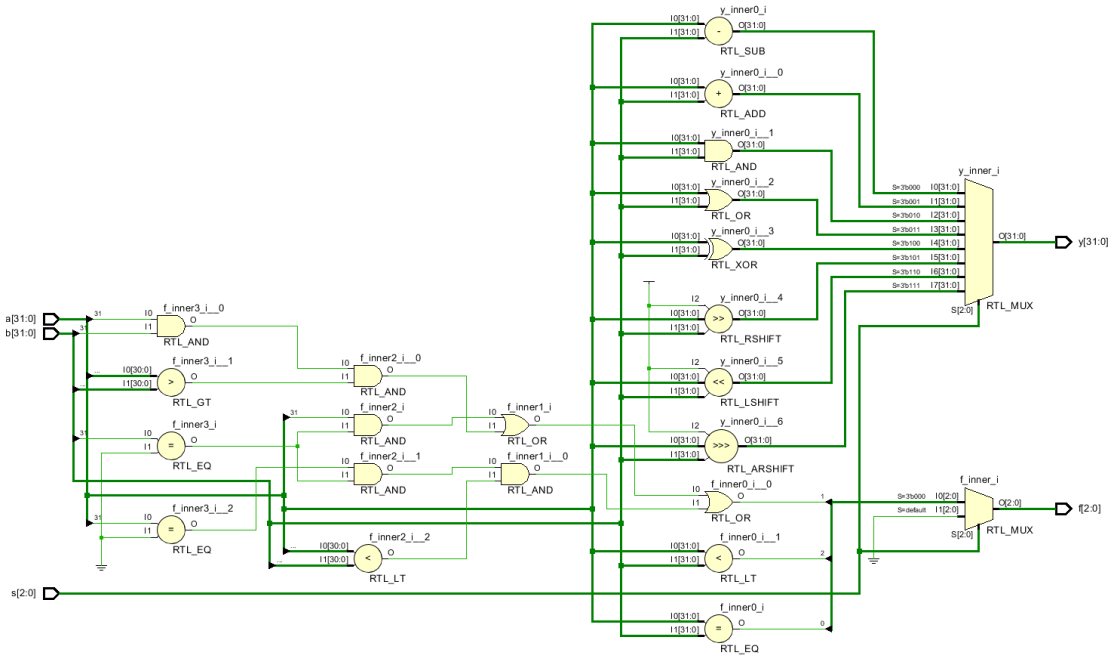 y_inner0_i
I0[31:0]
I1[31:0]
-
O[31:0]
RTL_SUB
y_inner0_i__0
I0[31:0]
I1[31:0]
+
O[31:0]
RTL_ADD
y_inner0_i__1
I0[31:0]
I1[31:0]
O[31:0]
RTL_AND
y_inner0_i__2
I0[31:0]
I1[31:0]
O[31:0]
RTL_OR
y_inner0_i__3
I0[31:0]
I1[31:0]
O[31:0]
RTL_XOR
y_inner0_i__4
I2
I0[31:0]
I1[31:0]
>>
O[31:0]
RTL_RSHIFT
y_inner0_i__5
I2
I0[31:0]
I1[31:0]
<<
O[31:0]
RTL_LSHIFT
y_inner0_i__6
I2
I0[31:0]
I1[31:0]
>>>
O[31:0]
RTL_ARSHIFT
y_inner_i
S=3'b000 I0[31:0]
S=3'b001 I1[31:0]
S=3'b010 I2[31:0]
S=3'b011 I3[31:0]
S=3'b100 I4[31:0]
S=3'b101 I5[31:0]
S=3'b110 I6[31:0]
S=3'b111 I7[31:0]
S[2:0]
O[31:0]
RTL_MUX
y[31:0]
a[31:0]
b[31:0]
f_inner3_i__0
31 I0
31 I1
O
RTL_AND
f_inner3_i__1
... I0[30:0]
... I1[30:0]
>
O
RTL_GT
f_inner3_i
31 I0
I1
=
O
RTL_EQ
f_inner3_i__2
31 I0
I1
=
O
RTL_EQ
f_inner2_i__0
I0
I1
O
RTL_AND
f_inner2_i
31 I0
I1
O
RTL_AND
f_inner2_i__1
I0
I1
O
RTL_AND
f_inner2_i__2
... I0[30:0]
... I1[30:0]
<
O
RTL_LT
f_inner1_i
I0
I1
O
RTL_OR
f_inner1_i__0
I0
I1
O
RTL_AND
f_inner0_i__0
I0
I1
O
1
RTL_OR
f_inner0_i__1
I0[31:0]
I1[31:0]
<
O
2
RTL_LT
f_inner0_i
I0[31:0]
I1[31:0]
=
O
0
RTL_EQ
f_inner_i
S=3'b000 I0[2:0]
S=default I1[2:0]
S[2:0]
O[2:0]
RTL_MUX
f[2:0]
s[2:0]